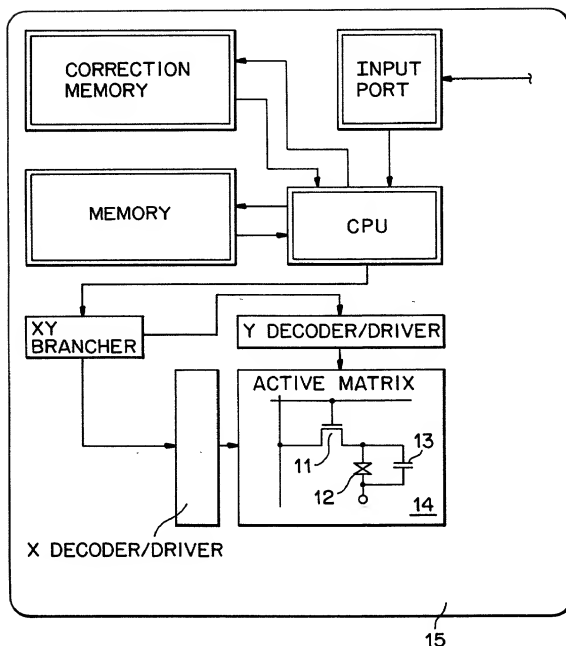 CORRECTION
MEMORY
INPUT
PORT
MEMORY
CPU
XY
BRANCHER
Y DECODER/DRIVER
ACTIVE MATRIX
11
13
12
14
X DECODER/DRIVER
15